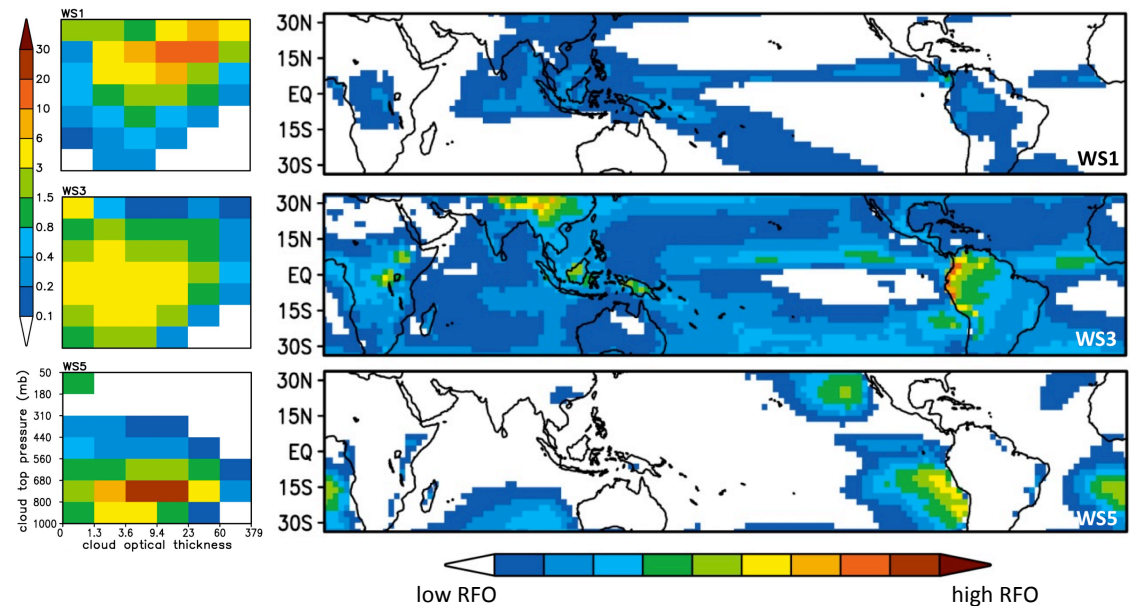 WS1
30
20
10
6
3
1.5
0.8
0.4
0.2
0.1
30N
15N
EQ
15S
30S
WS1
WS3
30N
15N
EQ
15S
30S
WS3
WS5
cloud top pressure (mb)
50
180
310
440
560
680
800
1000
0 1.3 3.6 9.4 23 60 379
cloud optical thickness
30N
15N
EQ
15S
30S
WS5
low RFO high RFO